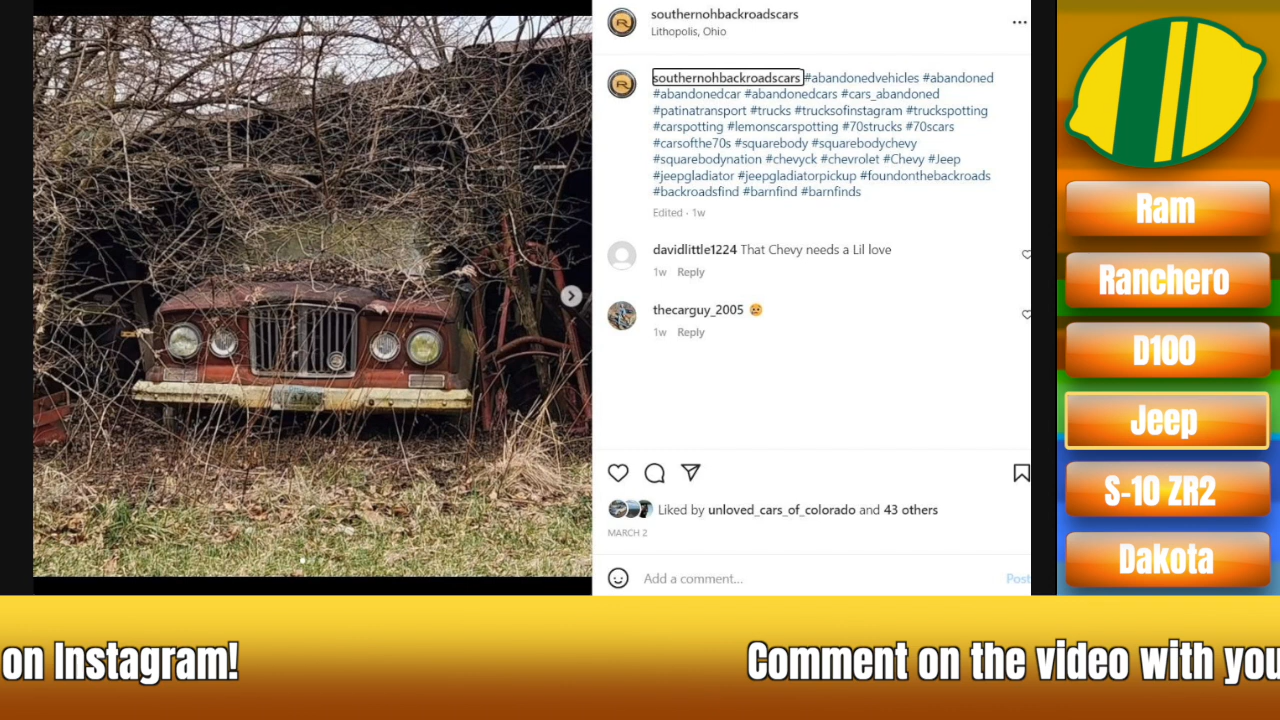 southernohbackroadscars
Lithopolis, Ohio
southernohbackroadscars #abandonedvehicles #abandoned
#abandonedcar #abandonedcars #cars_abandoned
#patinatransport #trucks #trucksofinstagram #truckspotting
#carspotting #lemonscarspotting #70strucks #70scars
#carsofthe70s #squarebody #squarebodychevy
#squarebodynation #chevyck #chevrolet #Chevy #Jeep
#jeepgladiator #jeepgladiatorpickup #foundonthebackroads
#backroadsfind #barnfind #barnfinds
Edited · 1w
davidlittle1224 That Chevy needs a Lil love
1w Reply
thecarguy_2005 😥
1w Reply
Liked by unloved_cars_of_colorado and 43 others
MARCH 2
Add a comment...
Post
Ram
Ranchero
D100
Jeep
S-10 ZR2
Dakota
on Instagram!
Comment on the video with you